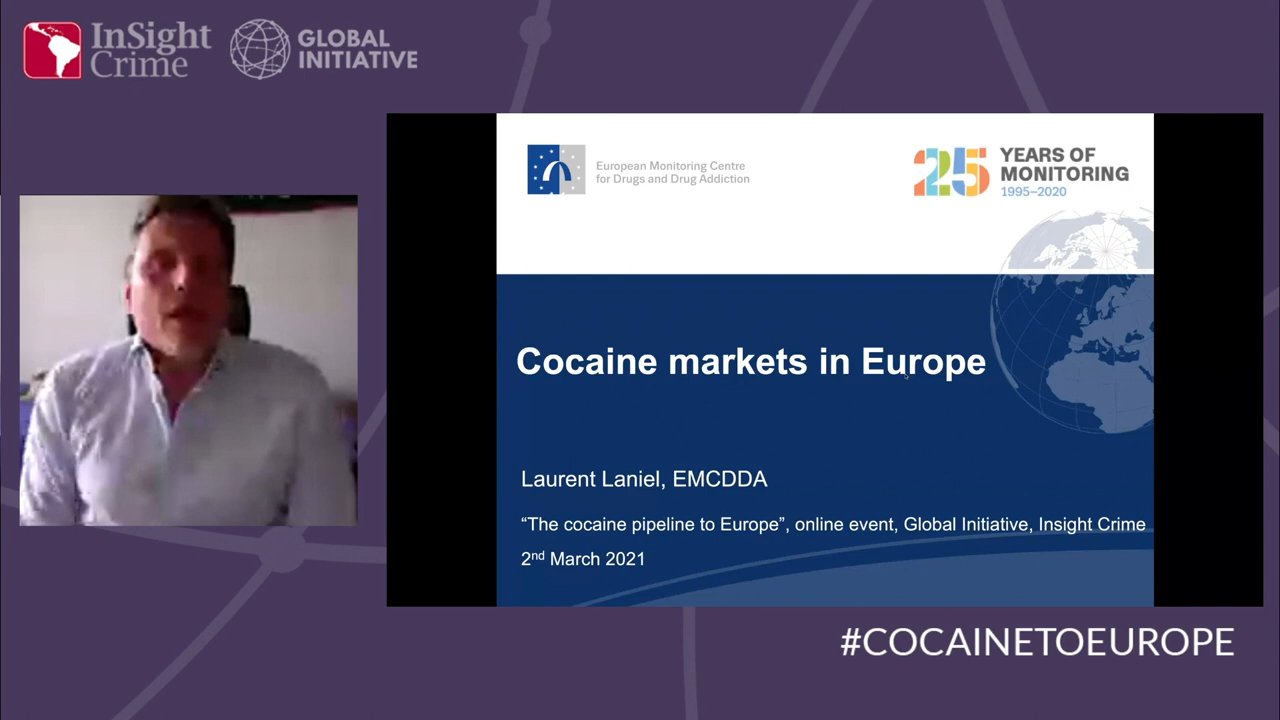 InSight
Crime
GLOBAL
INITIATIVE
European Monitoring Centre
for Drugs and Drug Addiction
25 YEARS OF
MONITORING
1995–2020
Cocaine markets in Europe
Laurent Laniel, EMCDDA
“The cocaine pipeline to Europe”, online event, Global Initiative, Insight Crime
2nd March 2021
#COCAINETOEUROPE